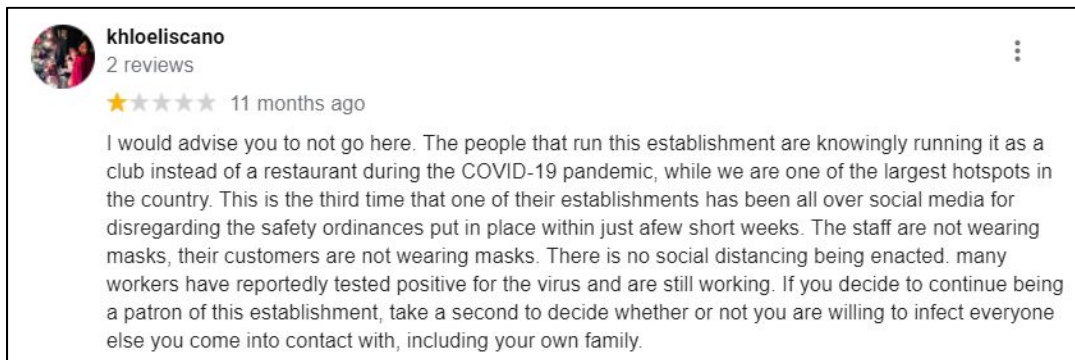 khloeliscano
2 reviews
11 months ago
I would advise you to not go here. The people that run this establishment are knowingly running it as a
club instead of a restaurant during the COVID-19 pandemic, while we are one of the largest hotspots in
the country. This is the third time that one of their establishments has been all over social media for
disregarding the safety ordinances put in place within just afew short weeks. The staff are not wearing
masks, their customers are not wearing masks. There is no social distancing being enacted. many
workers have reportedly tested positive for the virus and are still working. If you decide to continue being
a patron of this establishment, take a second to decide whether or not you are willing to infect everyone
else you come into contact with, including your own family.